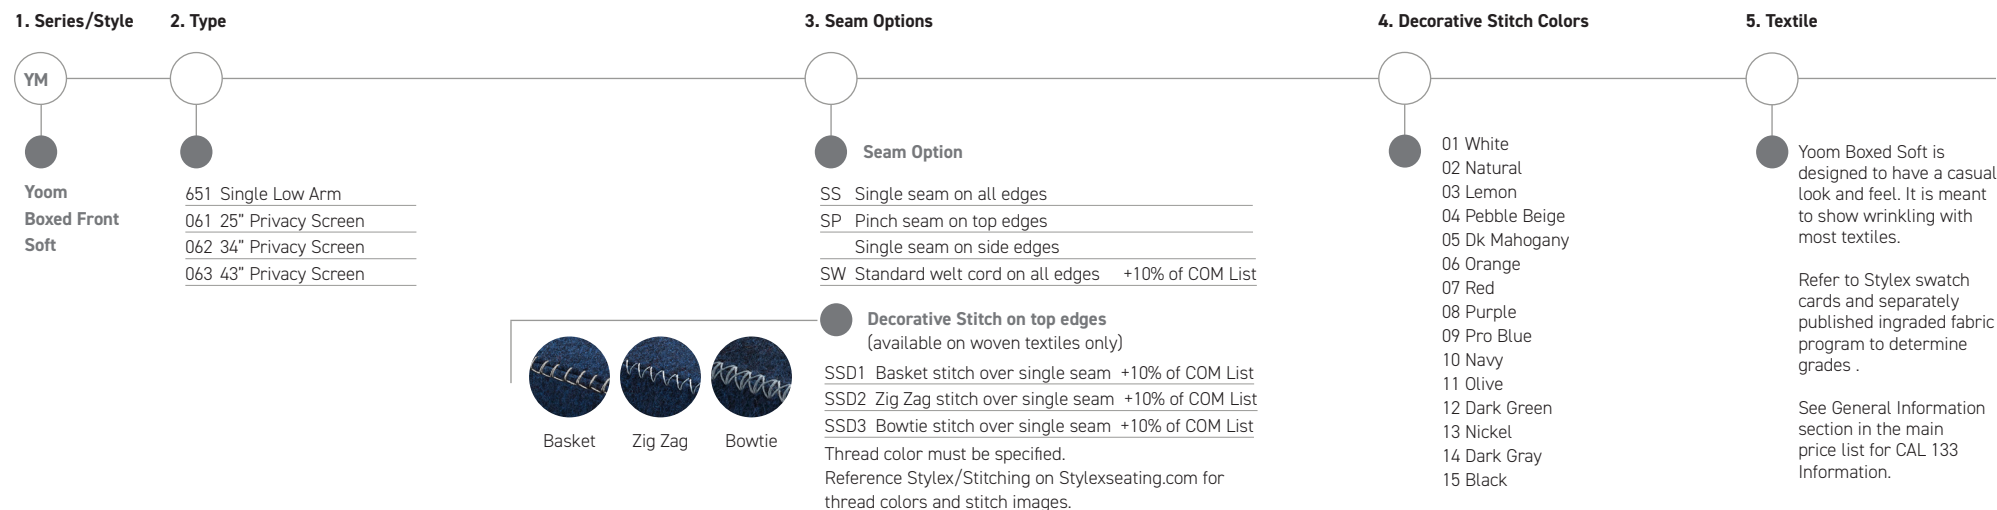 1. Series/Style
2. Type
3. Seam Options
4. Decorative Stitch Colors
5. Textile
YM
Yoom
Boxed Front
Soft
651 Single Low Arm
061 25" Privacy Screen
062 34" Privacy Screen
063 43" Privacy Screen
Seam Option
SS Single seam on all edges
SP Pinch seam on top edges
Single seam on side edges
SW Standard welt cord on all edges +10% of COM List
Decorative Stitch on top edges
(available on woven textiles only)
SSD1 Basket stitch over single seam +10% of COM List
SSD2 Zig Zag stitch over single seam +10% of COM List
SSD3 Bowtie stitch over single seam +10% of COM List
Thread color must be specified.
Reference Stylex/Stitching on Stylexseating.com for
thread colors and stitch images.
Basket
Zig Zag
Bowtie
01 White
02 Natural
03 Lemon
04 Pebble Beige
05 Dk Mahogany
06 Orange
07 Red
08 Purple
09 Pro Blue
10 Navy
11 Olive
12 Dark Green
13 Nickel
14 Dark Gray
15 Black
Yoom Boxed Soft is
designed to have a casual
look and feel. It is meant
to show wrinkling with
most textiles.
Refer to Stylex swatch
cards and separately
published ingraded fabric
program to determine
grades .
See General Information
section in the main
price list for CAL 133
Information.